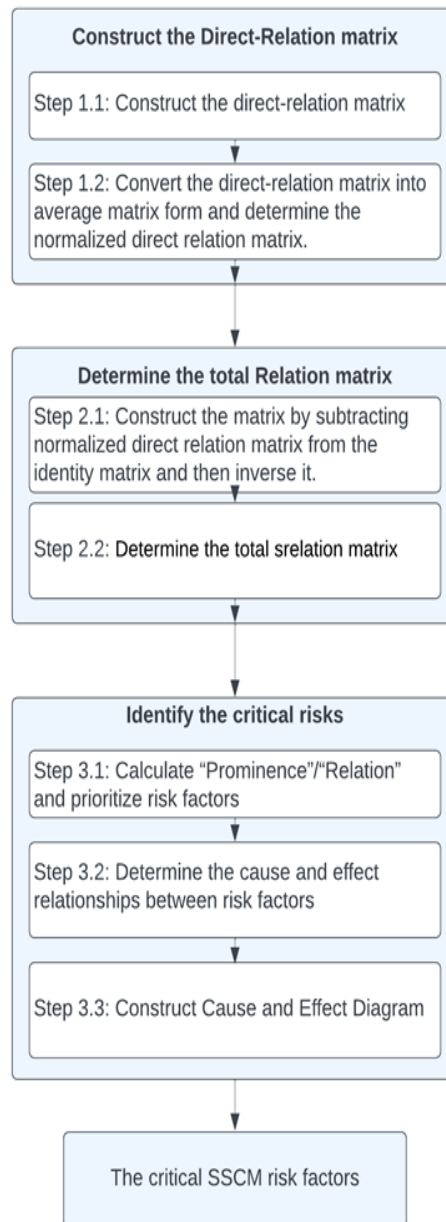 Construct the Direct-Relation matrix
Step 1.1: Construct the direct-relation matrix
Step 1.2: Convert the direct-relation matrix into
average matrix form and determine the
normalized direct relation matrix.
Determine the total Relation matrix
Step 2.1: Construct the matrix by subtracting
normalized direct relation matrix from the
identity matrix and then inverse it.
Step 2.2: Determine the total srelation matrix
Identify the critical risks
Step 3.1: Calculate “Prominence”/“Relation”
and prioritize risk factors
Step 3.2: Determine the cause and effect
relationships between risk factors
Step 3.3: Construct Cause and Effect Diagram
The critical SSCM risk factors